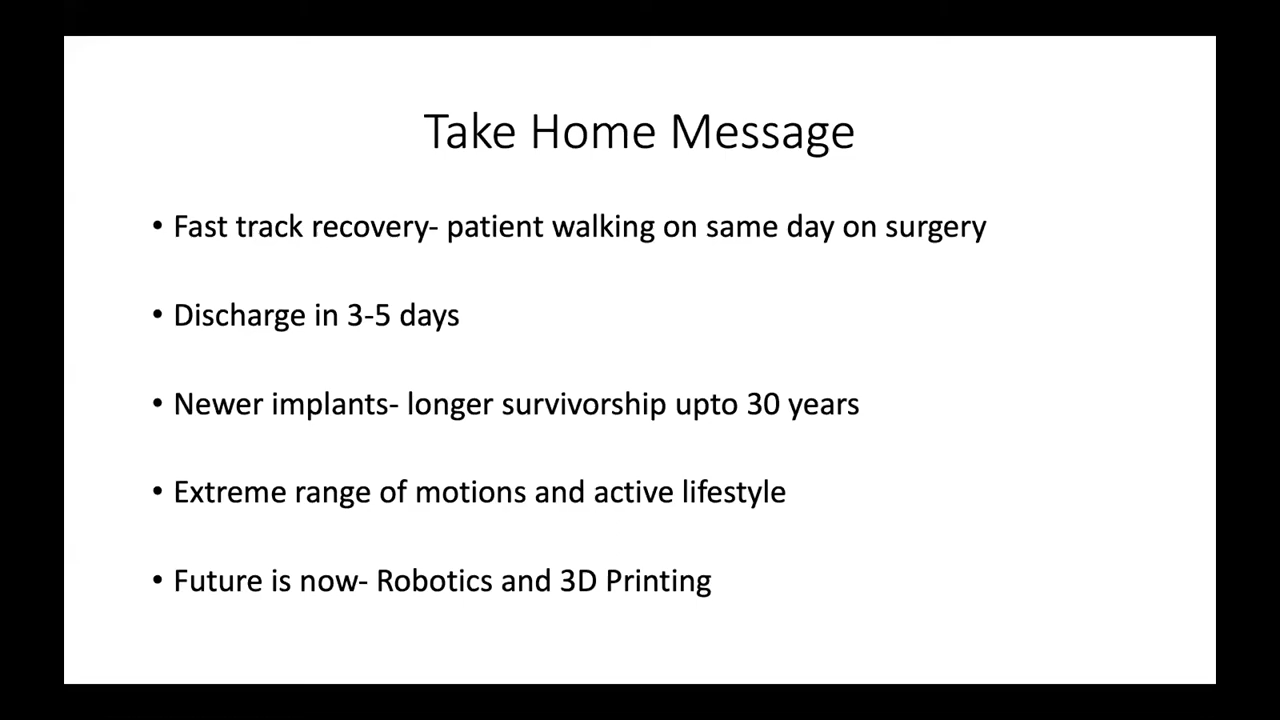 Take Home Message
• Fast track recovery- patient walking on same day on surgery
• Discharge in 3-5 days
• Newer implants- longer survivorship upto 30 years
• Extreme range of motions and active lifestyle
• Future is now- Robotics and 3D Printing